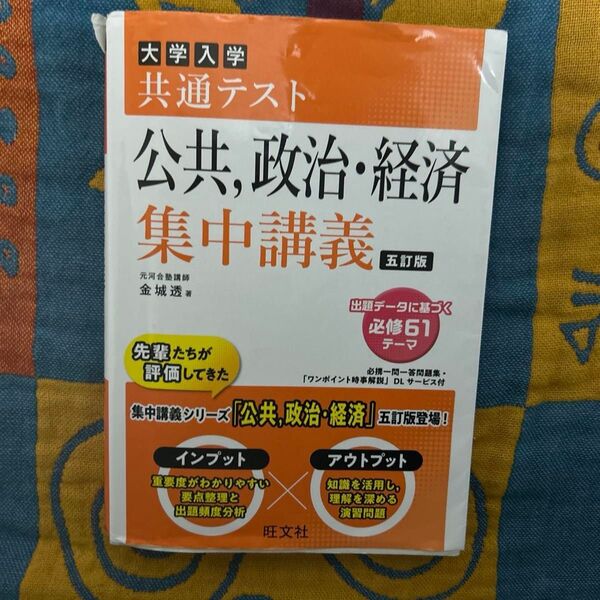 大学入学
共通テスト
公共,政治・経済
集中講義 五訂版
元河合塾講師
金城透 著
出題データに基づく
必修61
テーマ
必携一問一答問題集・
「ワンポイント時事解説」DLサービス付
先輩たちが
評価してきた
集中講義シリーズ「公共,政治・経済」五訂版登場!
インプット
重要度がわかりやすい
要点整理と
出題頻度分析
アウトプット
知識を活用し,
理解を深める
演習問題
旺文社